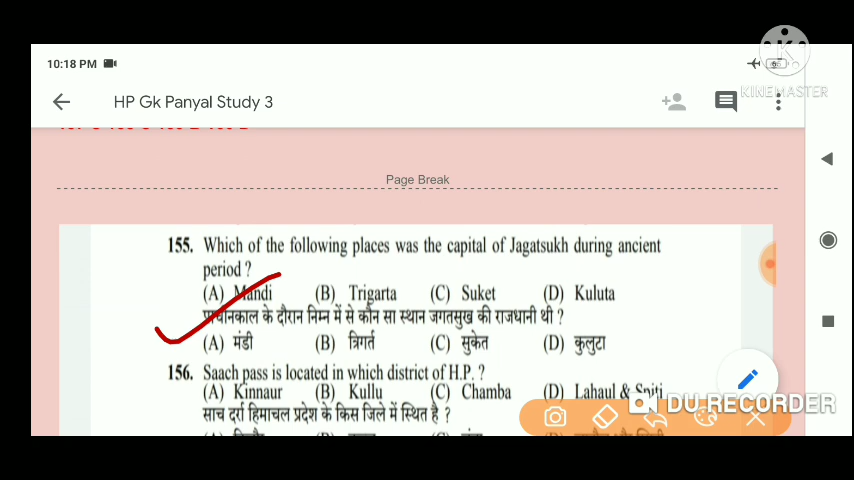 10:18 PM
KINEMASTER
HP Gk Panyal Study 3
Page Break
155. Which of the following places was the capital of Jagatsukh during ancient
period ?
(A) Mandi (B) Trigarta (C) Suket (D) Kuluta
प्राचीनकाल के दौरान निम्न में से कौन सा स्थान जगतसुख की राजधानी थी ?
(A) मंडी (B) त्रिगर्त (C) सुकेत (D) कुलुटा
156. Saach pass is located in which district of H.P. ?
(A) Kinnaur (B) Kullu (C) Chamba (D) Lahaul & Spiti
DU RECORDER
साच दर्रा हिमाचल प्रदेश के किस जिले में स्थित है ?